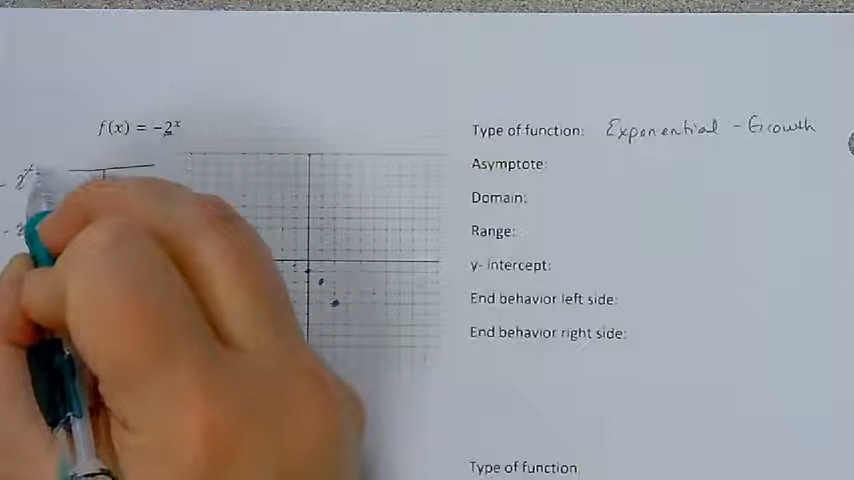 f(x) = -2ˣ
Type of function: Exponential - Growth
Asymptote:
Domain:
Range:
y- intercept:
End behavior left side:
End behavior right side:
Type of function